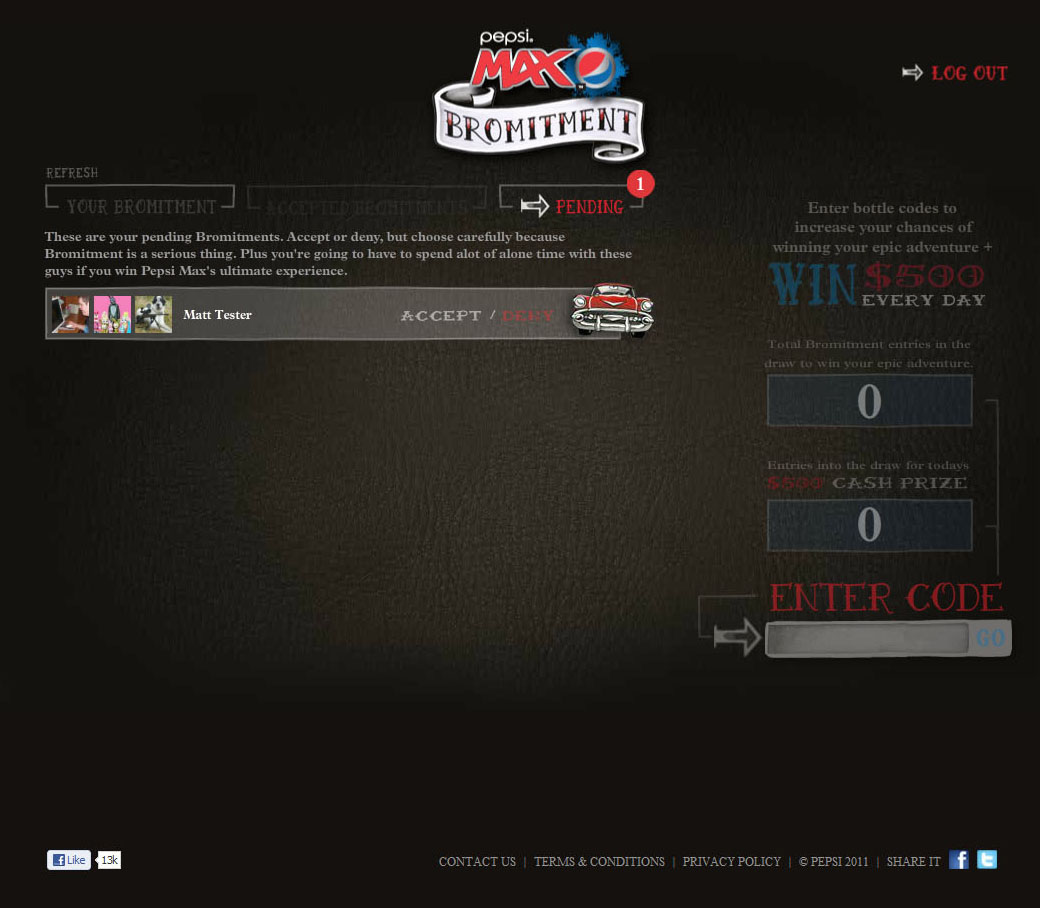 pepsi.
MAX
BROMITMENT
LOG OUT
REFRESH
YOUR BROMITMENT
ACCEPTED BROMITMENTS
PENDING
1
These are your pending Bromitments. Accept or deny, but choose carefully because
Bromitment is a serious thing. Plus you're going to have to spend alot of alone time with these
guys if you win Pepsi Max's ultimate experience.
Matt Tester
ACCEPT / DENY
Enter bottle codes to
increase your chances of
winning your epic adventure +
WIN $500
EVERY DAY
Total Bromitment entries in the
draw to win your epic adventure.
0
Entries into the draw for todays
$500 CASH PRIZE
0
ENTER CODE
GO
Like 13k
CONTACT US | TERMS & CONDITIONS | PRIVACY POLICY | © PEPSI 2011 | SHARE IT